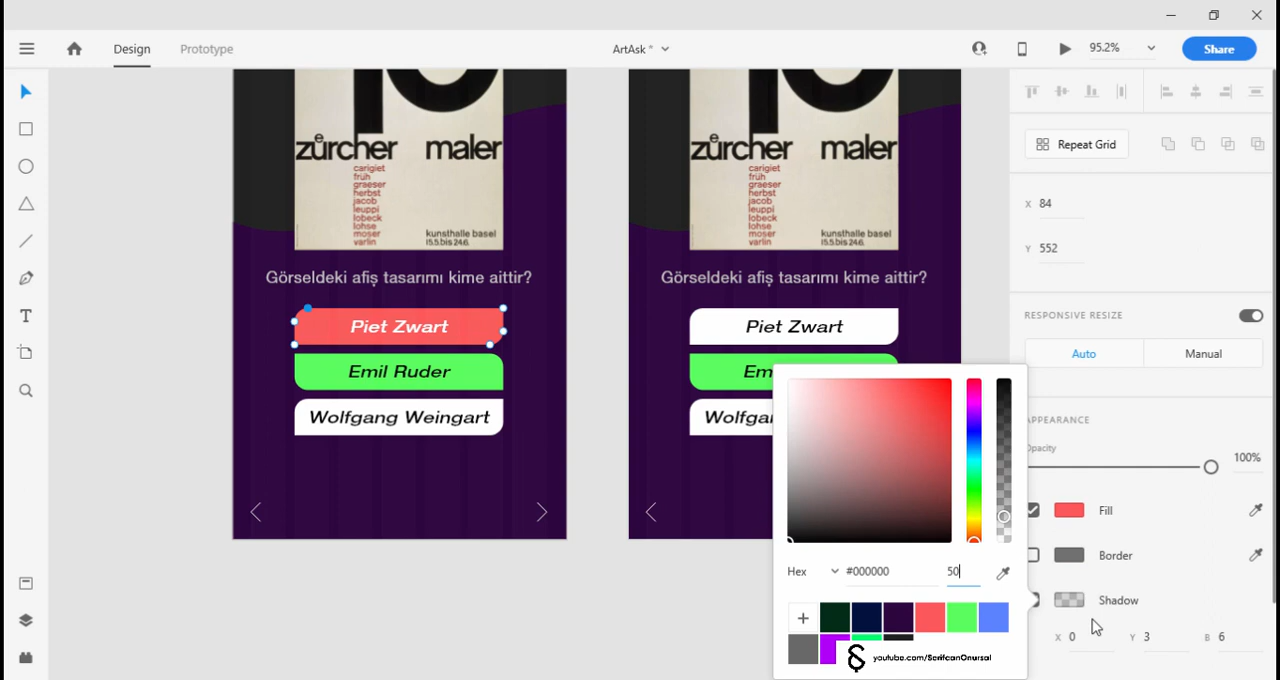 Design
Prototype
ArtAsk *
95.2%
Share
zürcher maler
carigiet
früh
graeser
herbst
jacob
leuppi
lobeck
lohse
moser
varlin
kunsthalle basel
15.5.bis 24.6.
Görseldeki afiş tasarımı kime aittir?
Piet Zwart
Emil Ruder
Wolfgang Weingart
zürcher maler
carigiet
früh
graeser
herbst
jacob
leuppi
lobeck
lohse
moser
varlin
kunsthalle basel
15.5.bis 24.6.
Görseldeki afiş tasarımı kime aittir?
Piet Zwart
Em
Wolfga
Hex #000000 50
youtube.com/SerifcanOnursal
Repeat Grid
X 84
Y 552
RESPONSIVE RESIZE
Auto Manual
APPEARANCE
Opacity
100%
Fill
Border
Shadow
X 0 Y 3 B 6